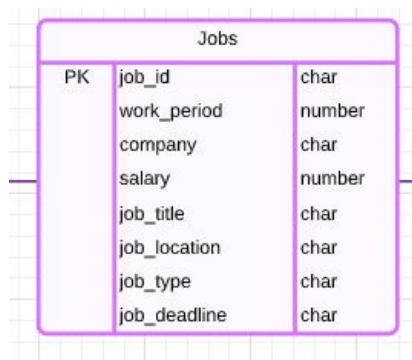 Jobs
PK job_id char
work_period number
company char
salary number
job_title char
job_location char
job_type char
job_deadline char